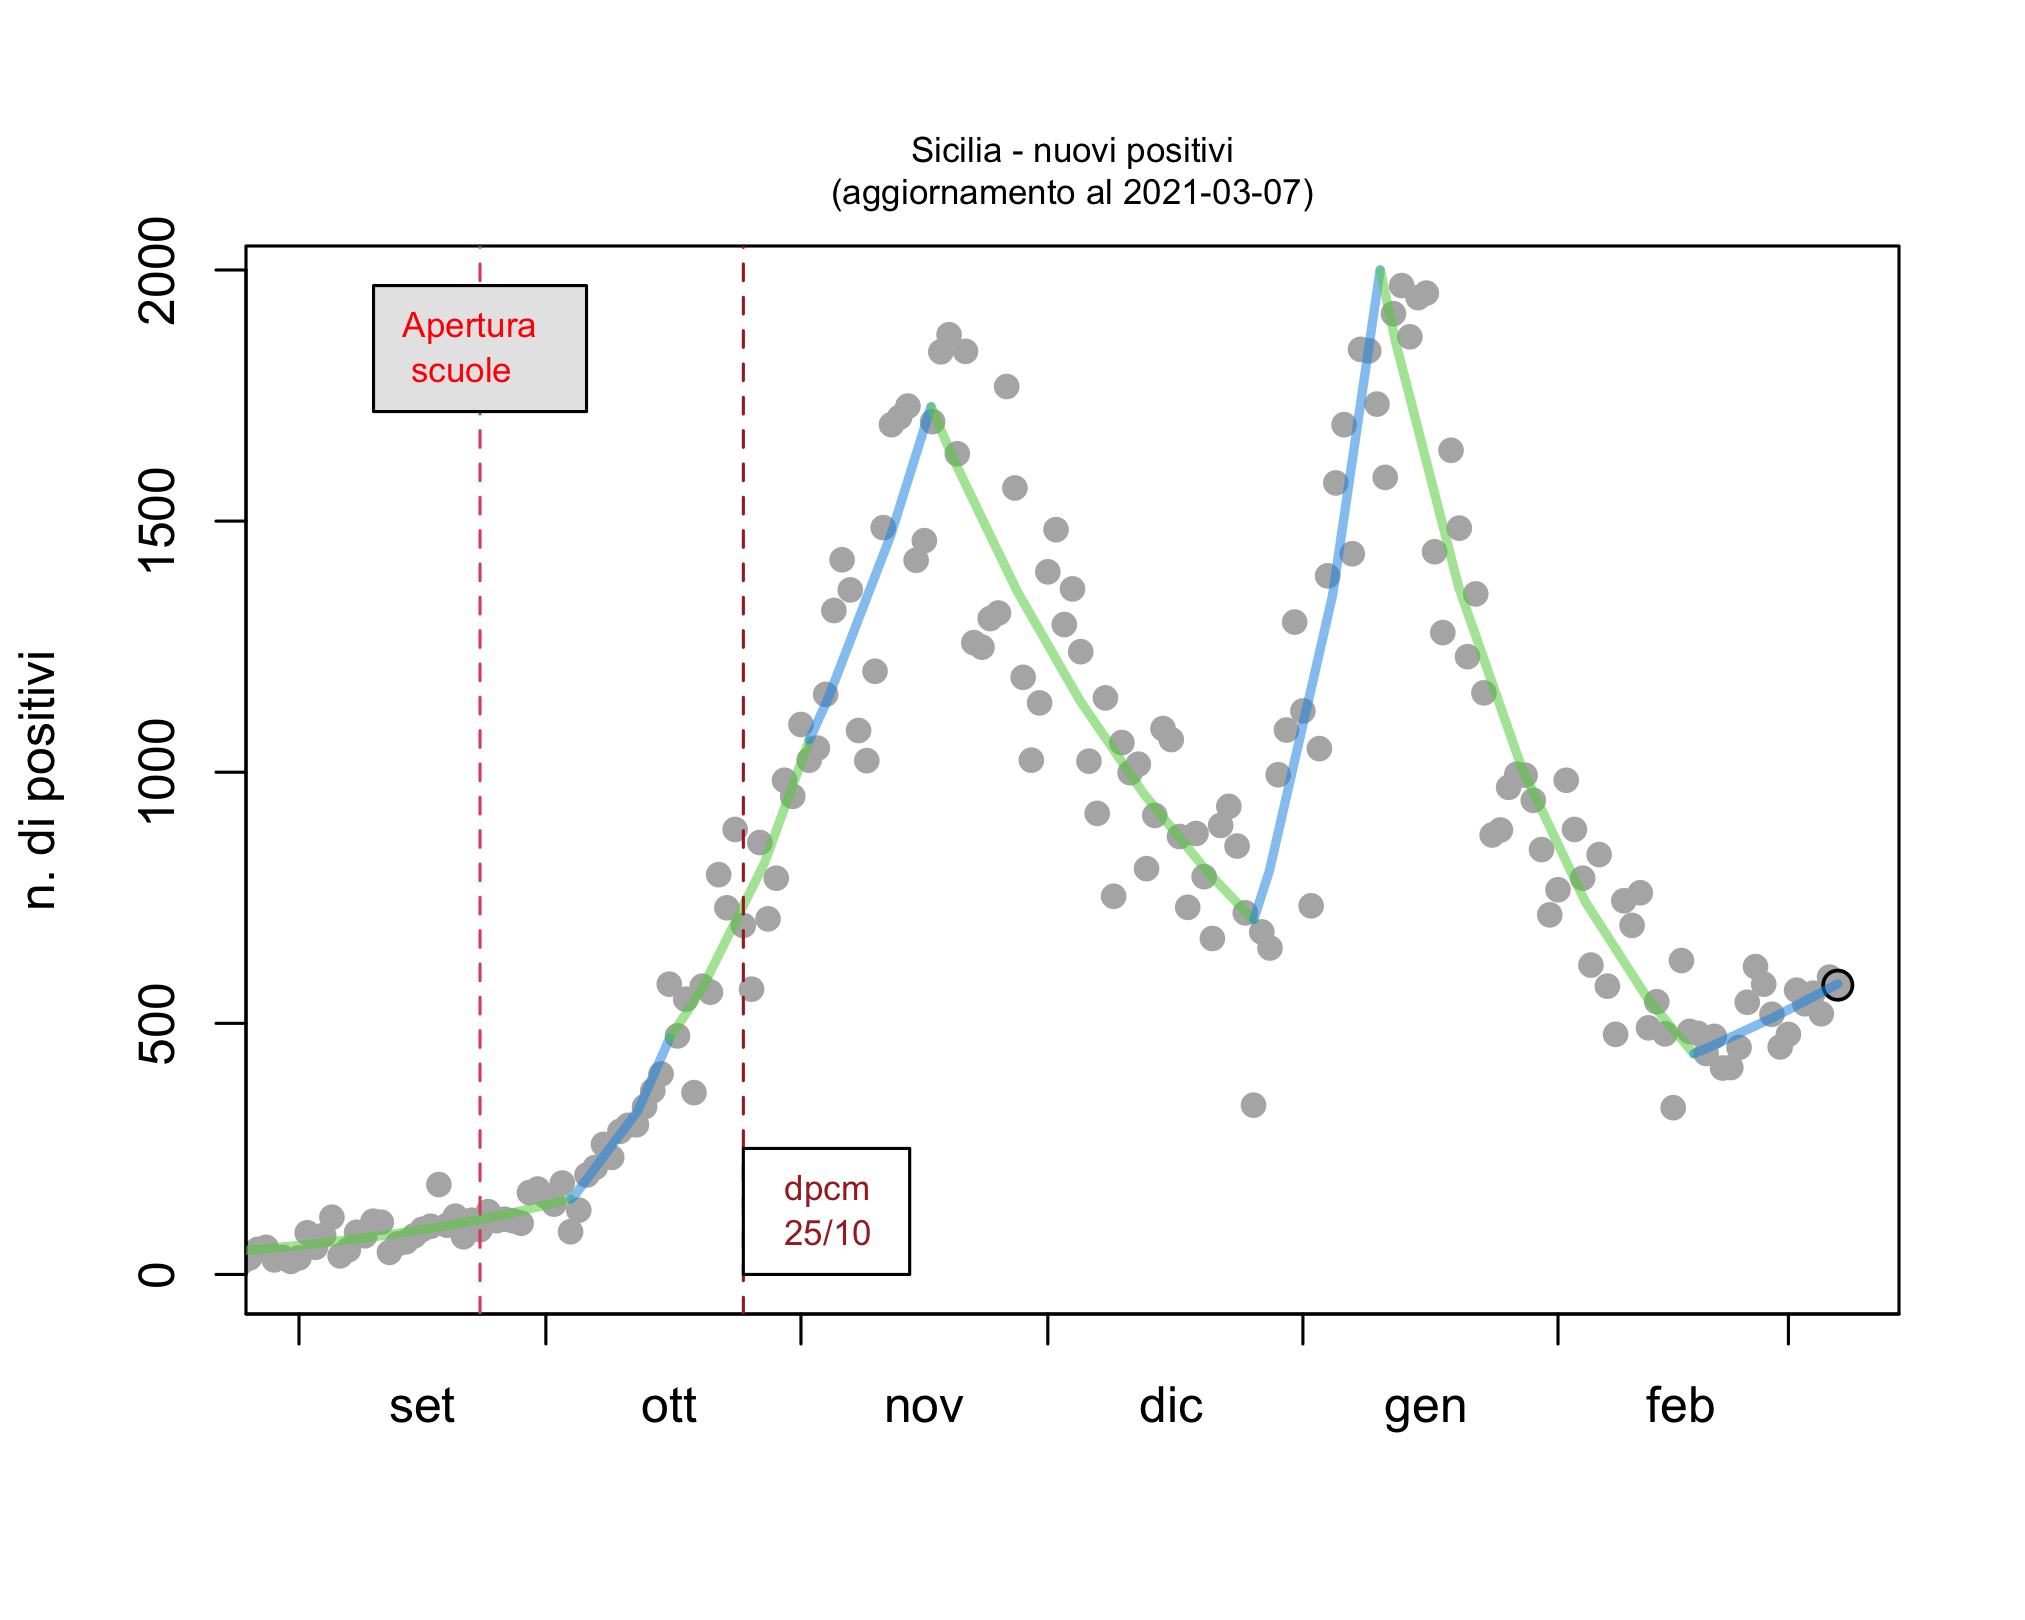 Sicilia - nuovi positivi
(aggiornamento al 2021-03-07)
n. di positivi
2000
1500
1000
500
0
Apertura
scuole
dpcm
25/10
set ott nov dic gen feb